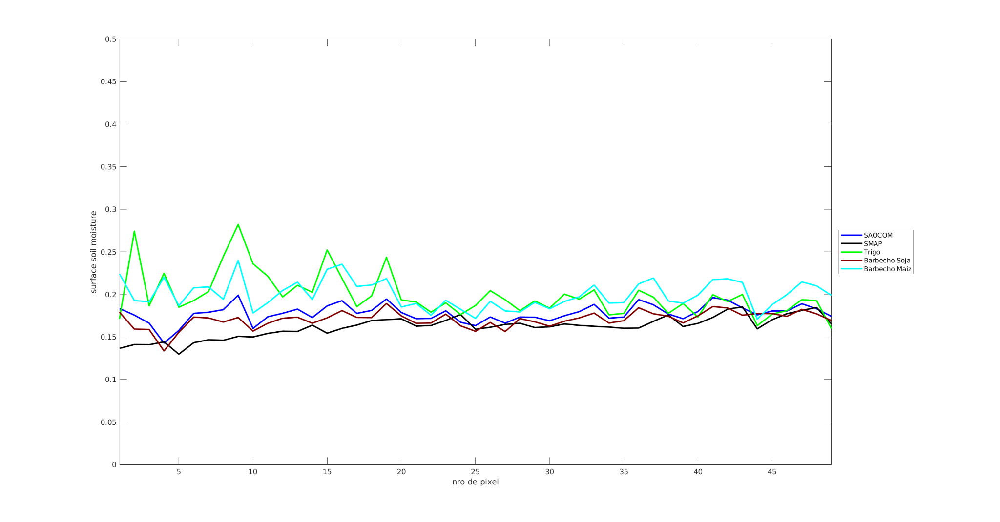 0.5
0.45
0.4
0.35
0.3
0.25
0.2
0.15
0.1
0.05
0
surface soil moisture
5 10 15 20 25 30 35 40 45
nro de pixel
SAOCOM
SMAP
Trigo
Barbecho Soja
Barbecho Maiz